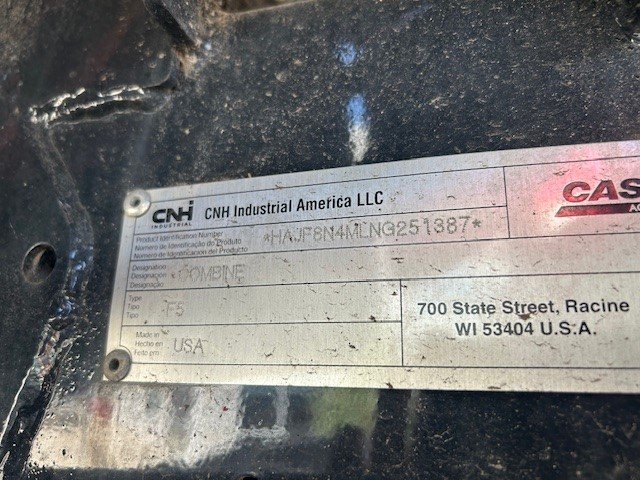 CNH
INDUSTRIAL
CNH Industrial America LLC
CAS
Product Identification Number
Número de Identificação do Produto
Número de Identificación del Producto
*HAJF8N4MLNG251387*
Designation
Designação
Designación
COMBINE
Type
Tipo
Tipo
F5
Made in
Hecho en
Feito em
USA
700 State Street, Racine
WI 53404 U.S.A.